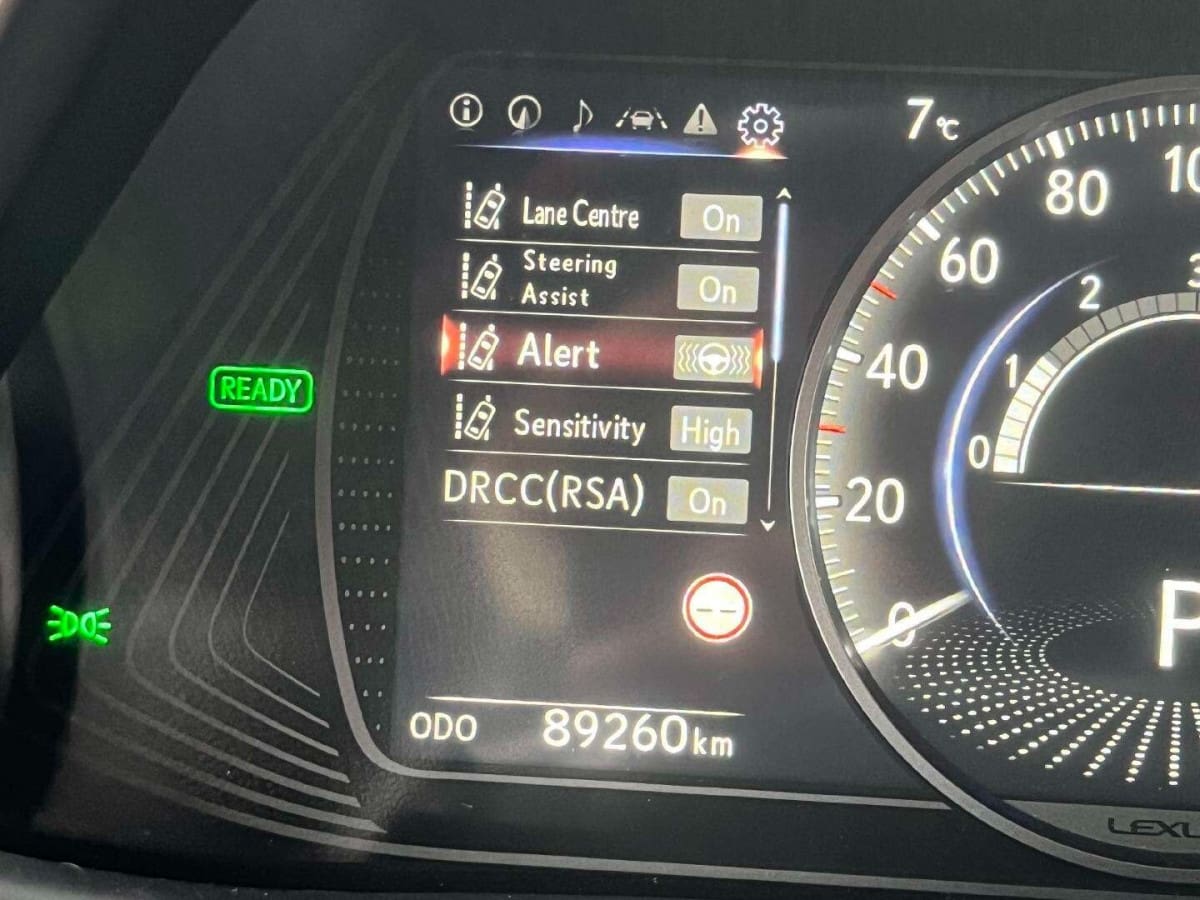 7°C
Lane Centre On
Steering
Assist On
Alert
Sensitivity High
DRCC(RSA) On
READY
ODO 89260km
80
60
40
20
0
0
1
2
3
P